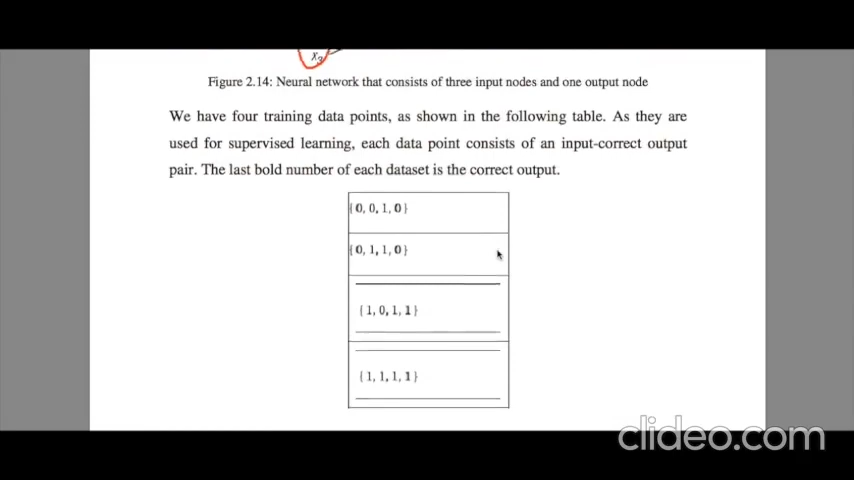 x3
Figure 2.14: Neural network that consists of three input nodes and one output node
We have four training data points, as shown in the following table. As they are
used for supervised learning, each data point consists of an input-correct output
pair. The last bold number of each dataset is the correct output.
{0, 0, 1, 0}
{0, 1, 1, 0}
{1, 0, 1, 1}
{1, 1, 1, 1}
clideo.com